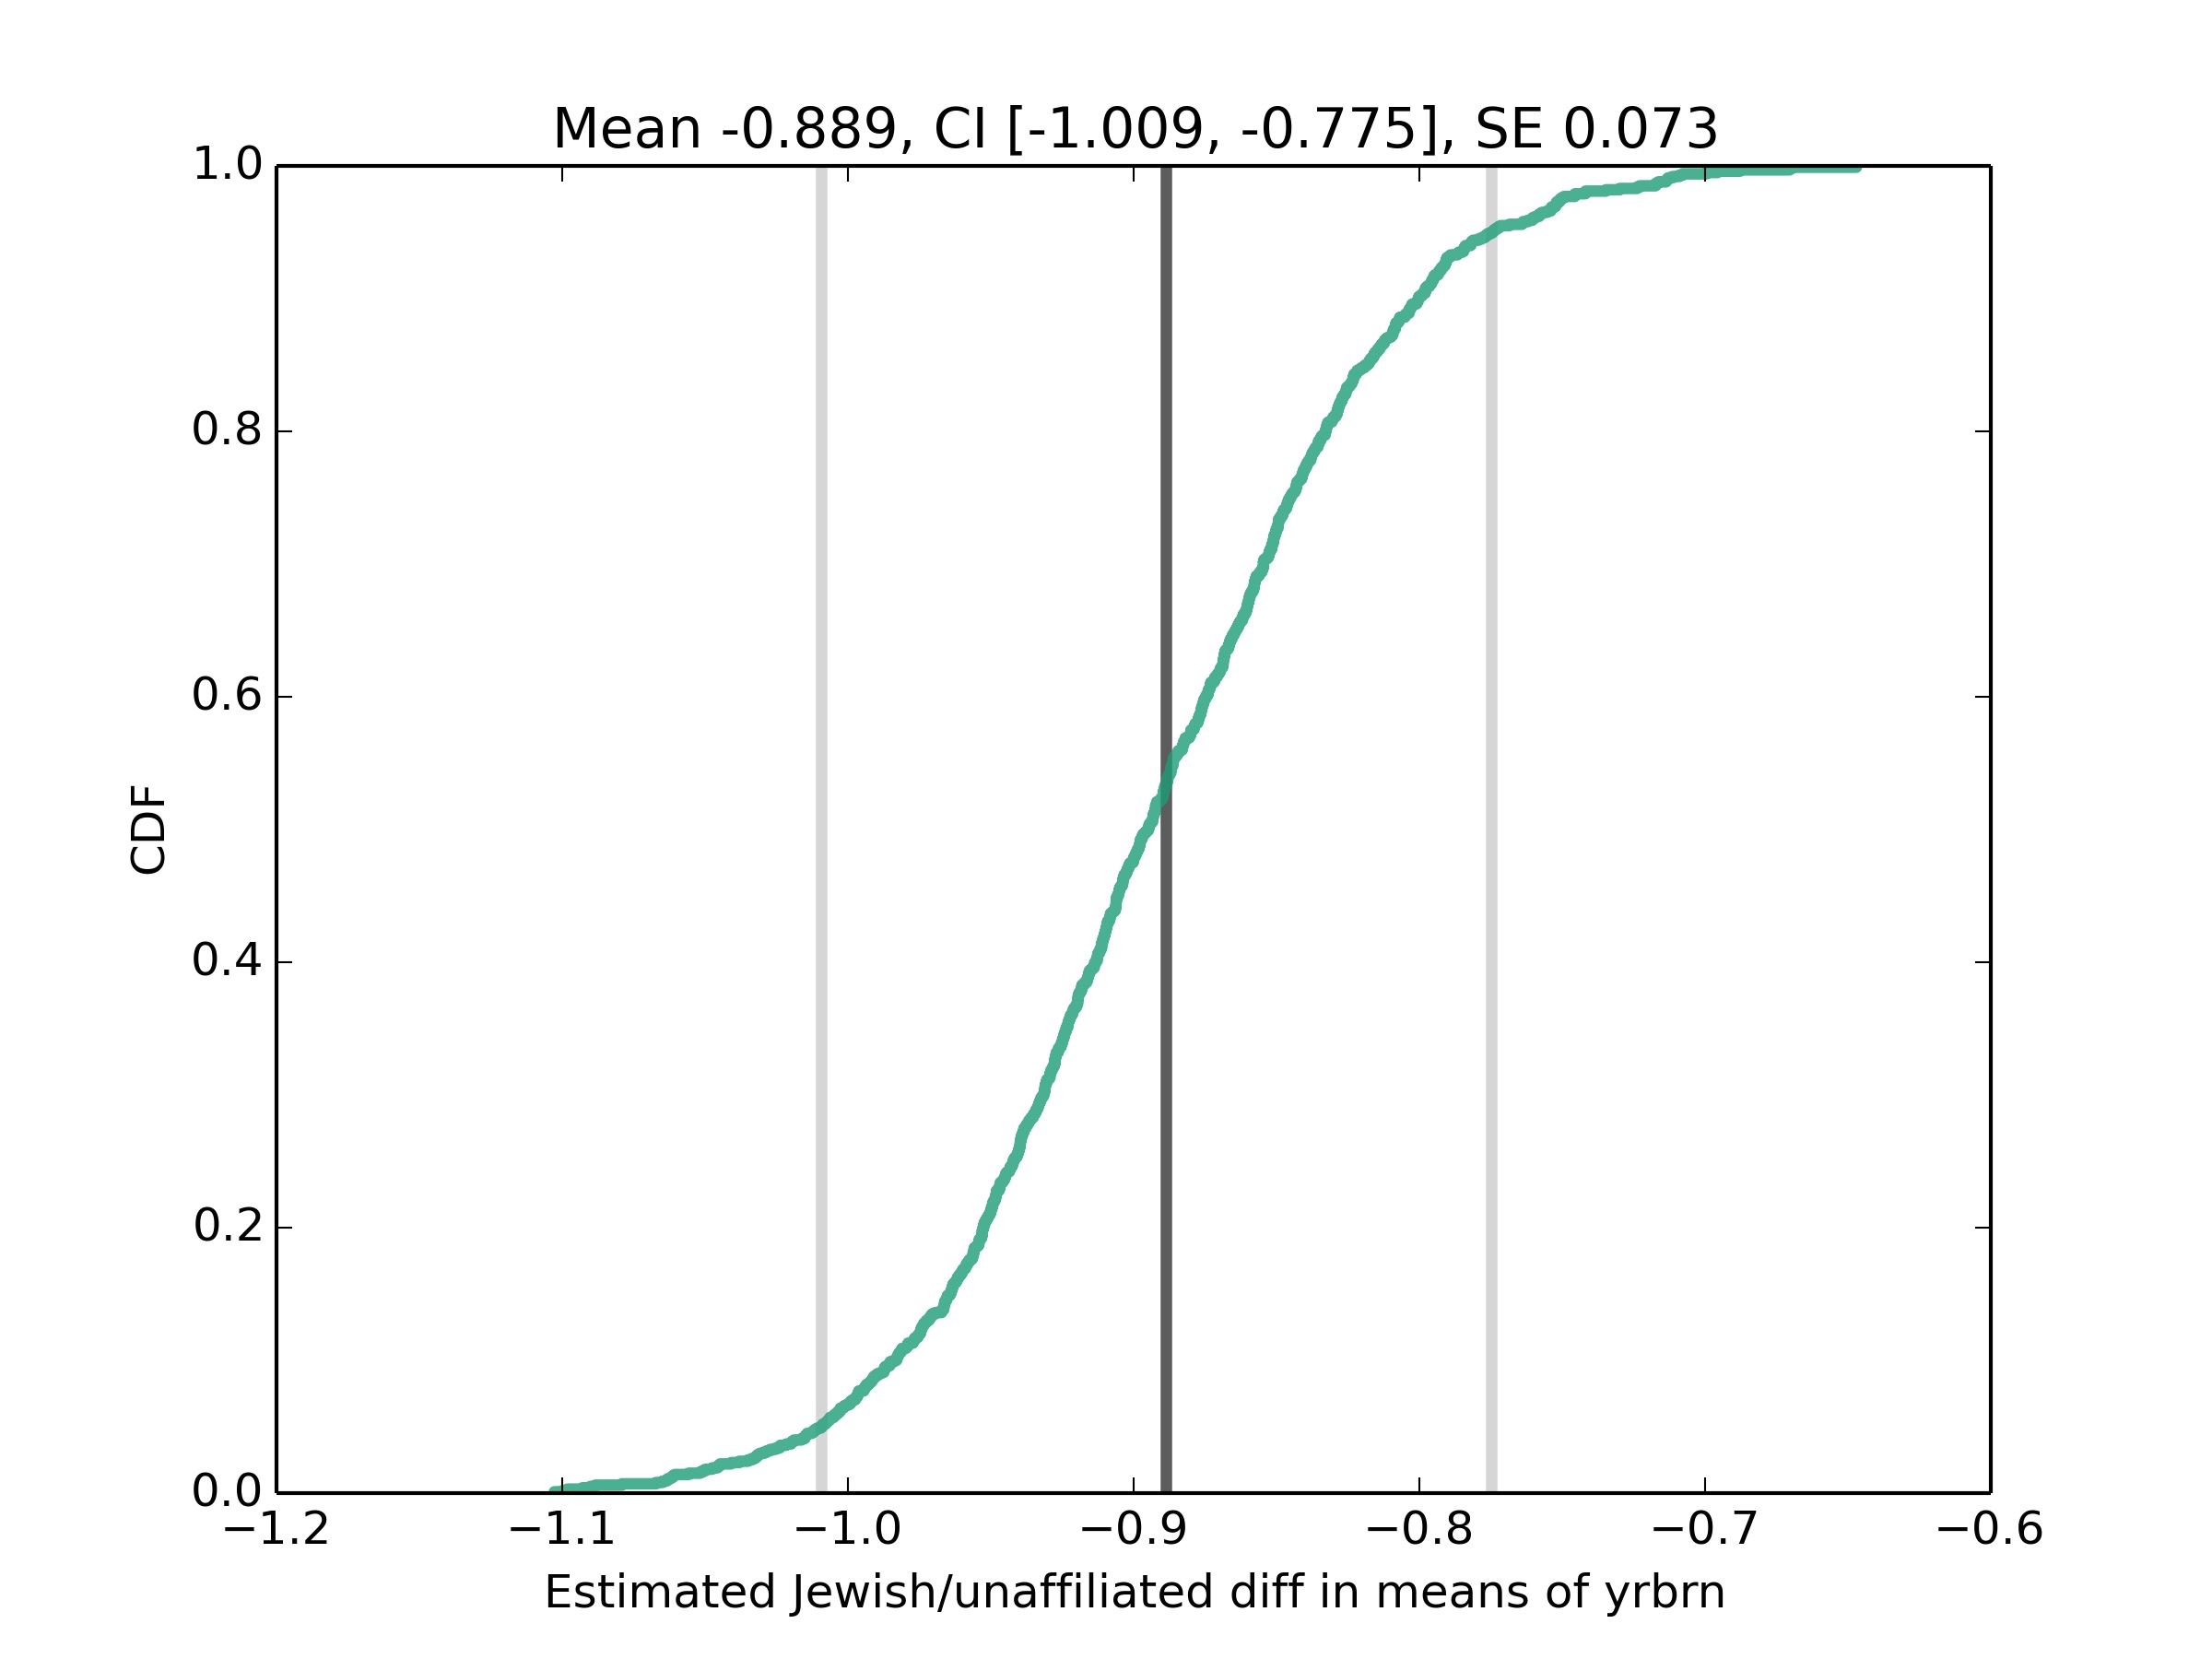 Mean -0.889, CI [-1.009, -0.775], SE 0.073
1.0
0.8
0.6
0.4
0.2
0.0
CDF
−1.2 −1.1 −1.0 −0.9 −0.8 −0.7 −0.6
Estimated Jewish/unaffiliated diff in means of yrbrn